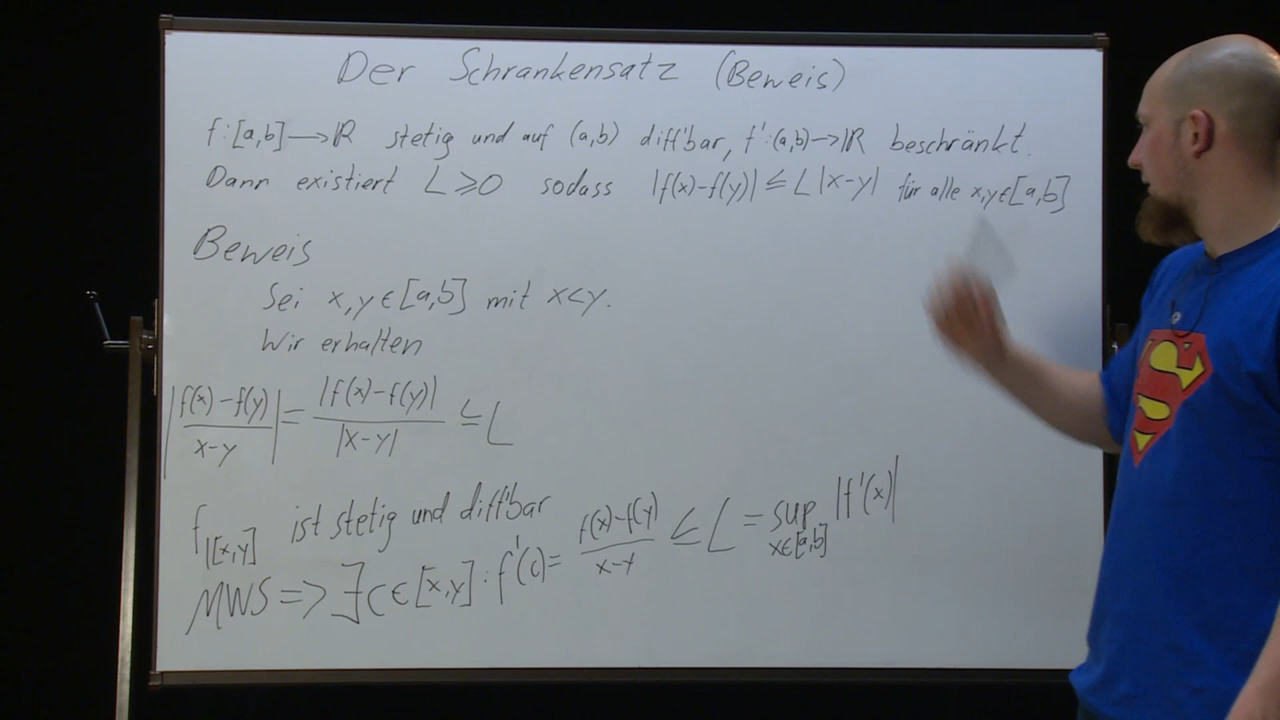 Der Schrankensatz (Beweis)
f:[a,b]→ℝ stetig und auf (a,b) diff'bar, f':(a,b)→ℝ beschränkt.
Dann existiert L⩾0 sodass |f(x)-f(y)| ≤ L|x-y| für alle x,y∈[a,b]
Beweis
Sei x,y∈[a,b] mit x<y.
Wir erhalten
|f(x)-f(y) / x-y| = |f(x)-f(y)| / |x-y| ≤ L
f|[x,y] ist stetig und diff'bar
MWS => ∃c∈[x,y]: f'(c) = f(x)-f(y) / x-y ≤ L = sup x∈[a,b] |f'(x)|
S